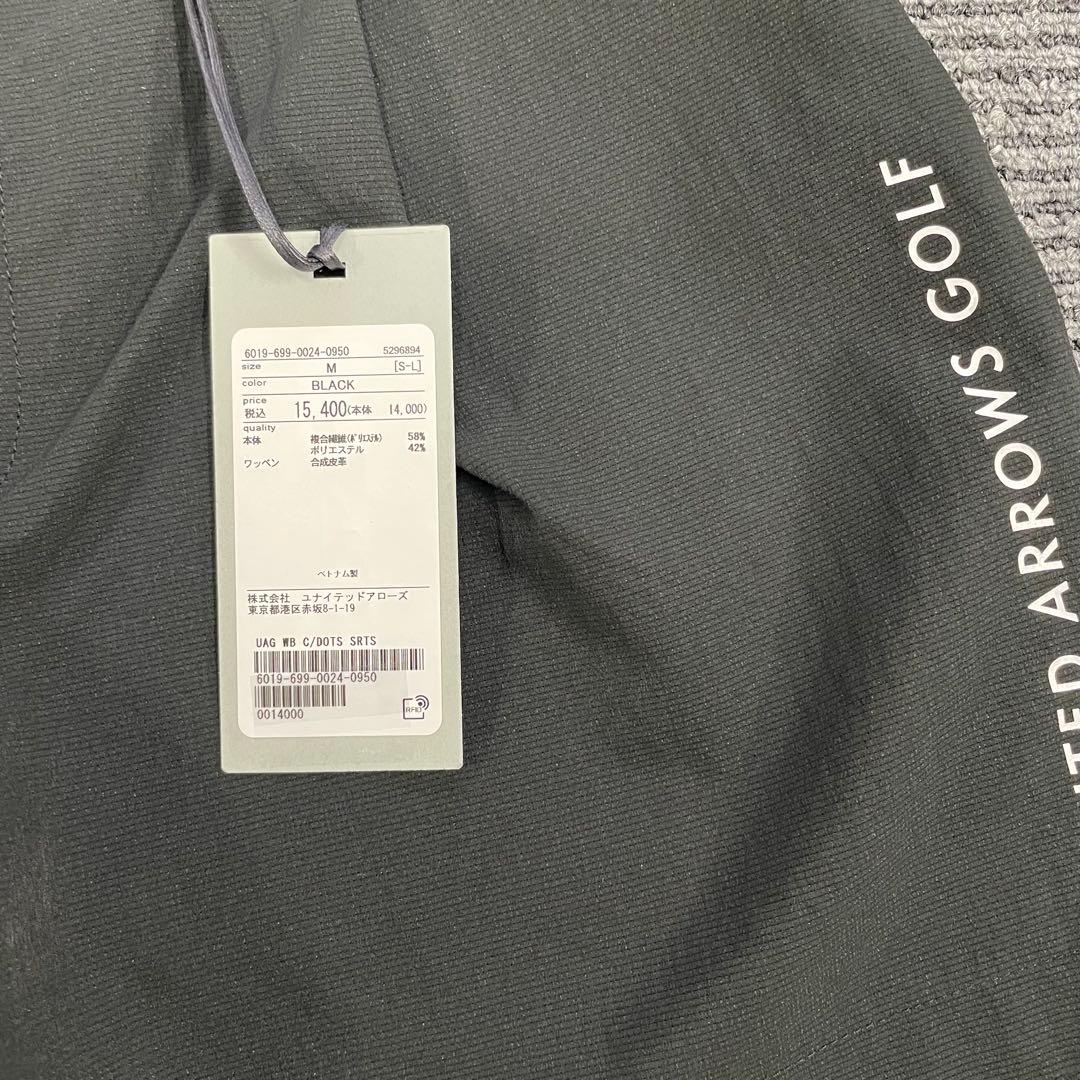 6019-699-0024-0950 5296894
size M [S-L]
color BLACK
price
税込 15,400(本体 14,000)
quality
本体 複合繊維(ﾎﾟﾘｴｽﾃﾙ) 58%
ポリエステル 42%
ワッペン 合成皮革
ベトナム製
株式会社 ユナイテッドアローズ
東京都港区赤坂8-1-19
UAG WB C/DOTS SRTS
6019-699-0024-0950
0014000
RFID
ITED ARROWS GOLF